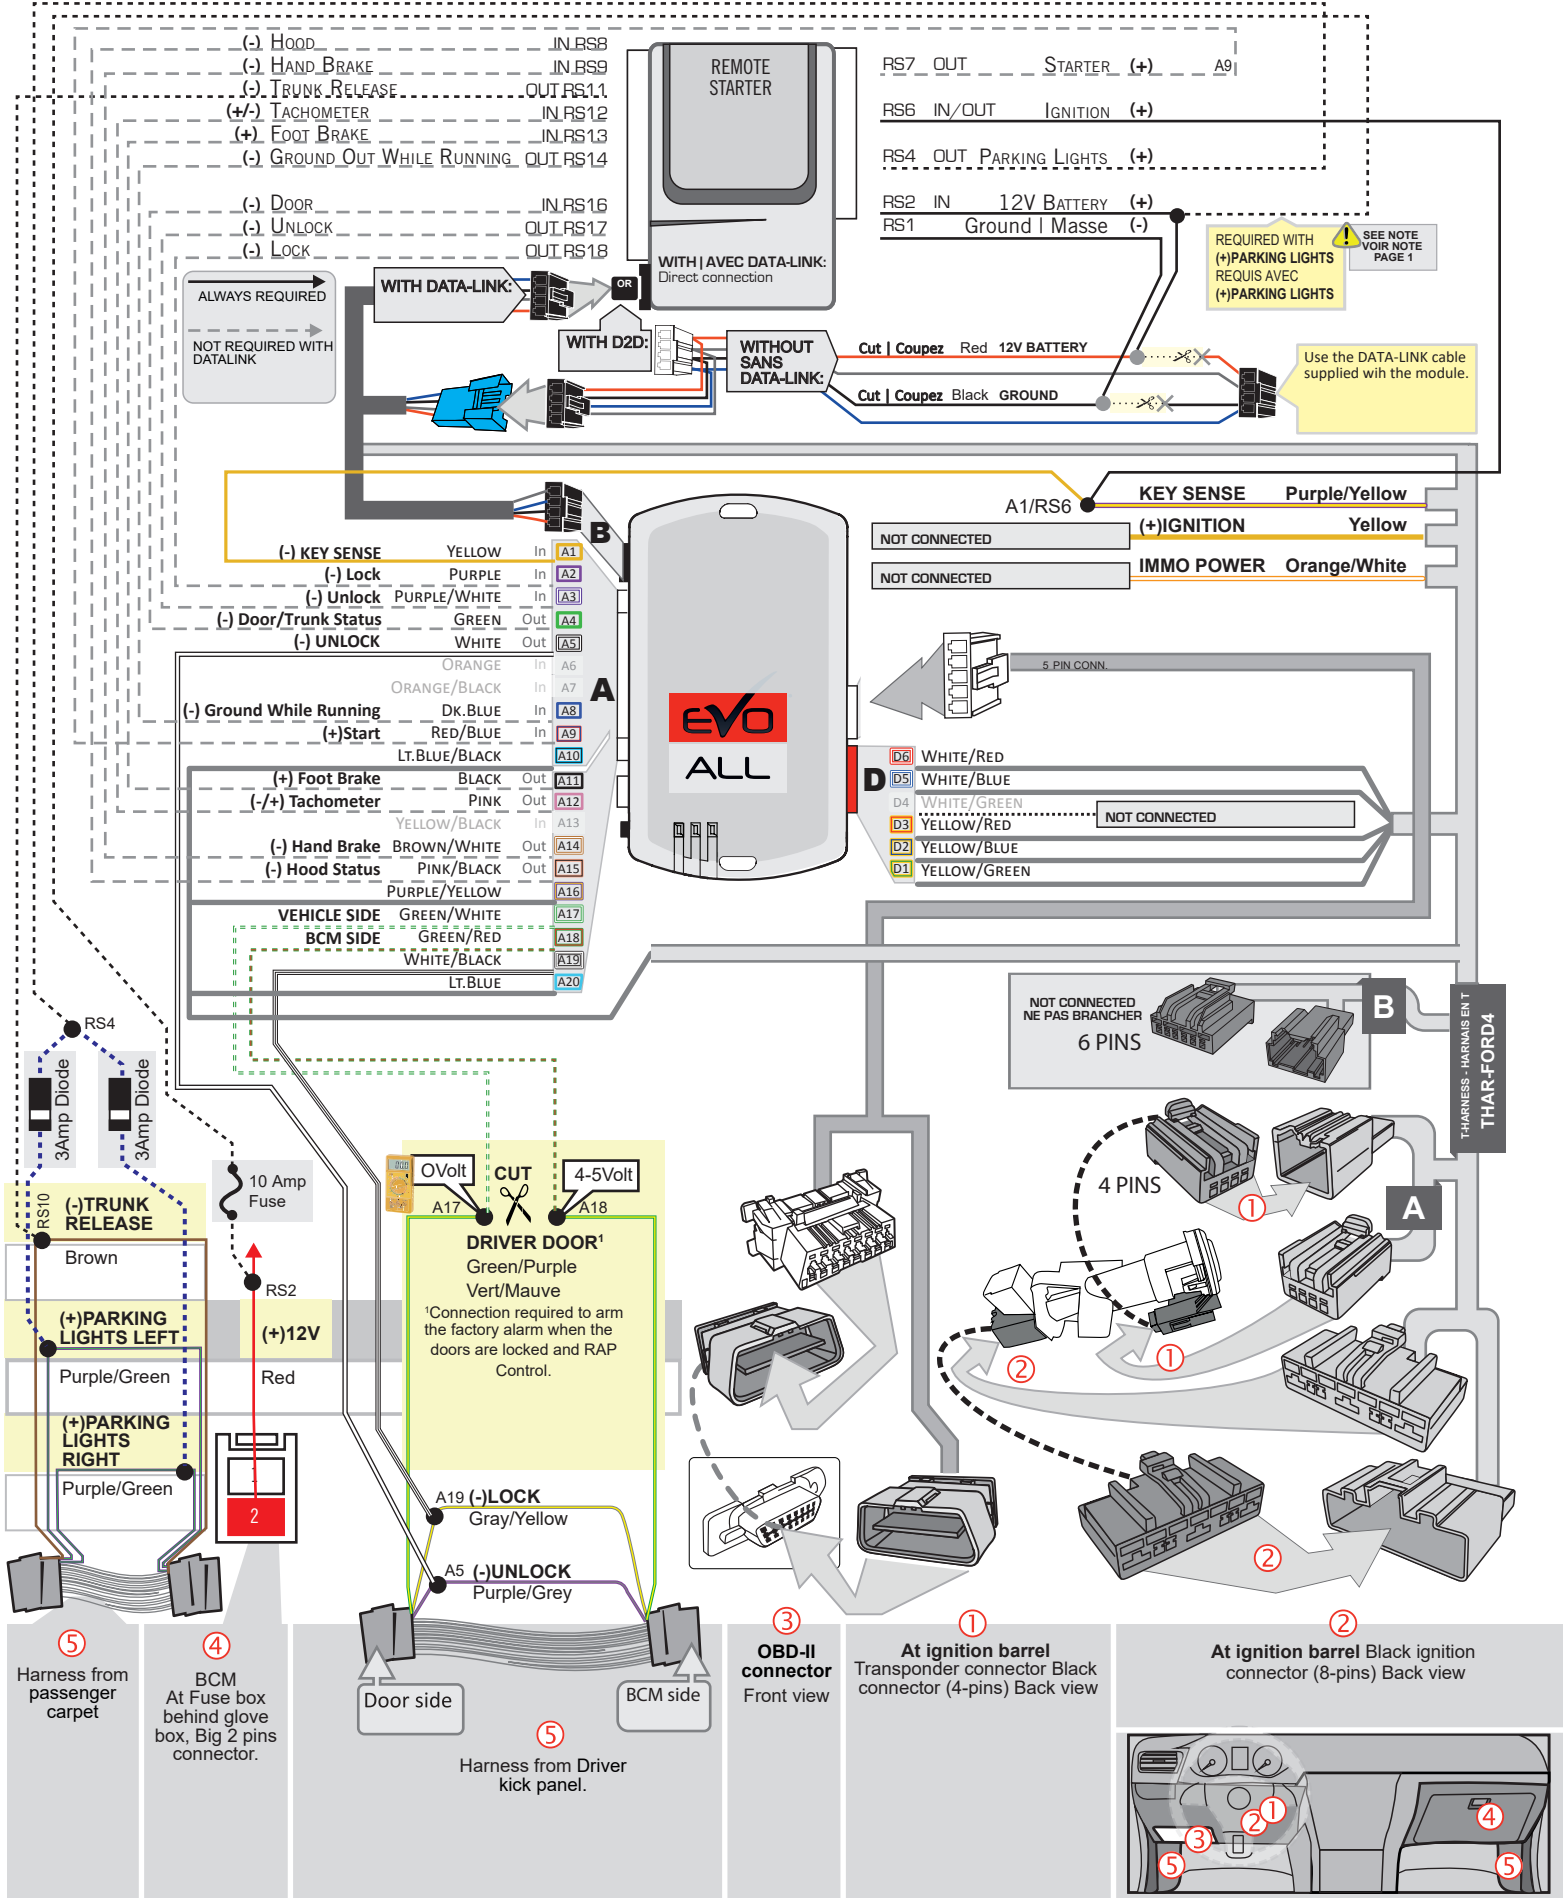 (-) HOOD IN RS8
(-) HAND BRAKE IN RS9
(-) TRUNK RELEASE OUT RS11
(+/-) TACHOMETER IN RS12
(+) FOOT BRAKE IN RS13
(-) GROUND OUT WHILE RUNNING OUT RS14
(-) DOOR IN RS16
(-) UNLOCK OUT RS17
(-) LOCK OUT RS18
REMOTE
STARTER
WITH | AVEC DATA-LINK:
Direct connection
RS7 OUT STARTER (+) A9
RS6 IN/OUT IGNITION (+)
RS4 OUT PARKING LIGHTS (+)
RS2 IN 12V BATTERY (+)
RS1 Ground | Masse (-)
REQUIRED WITH
(+)PARKING LIGHTS
REQUIS AVEC
(+)PARKING LIGHTS
SEE NOTE
VOIR NOTE
PAGE 1
ALWAYS REQUIRED
NOT REQUIRED WITH
DATALINK
WITH DATA-LINK:
OR
WITH D2D:
WITHOUT
SANS
DATA-LINK:
Cut | Coupez Red 12V BATTERY
Cut | Coupez Black GROUND
Use the DATA-LINK cable
supplied wih the module.
A1/RS6
KEY SENSE Purple/Yellow
NOT CONNECTED (+)IGNITION Yellow
NOT CONNECTED IMMO POWER Orange/White
B
(-) KEY SENSE YELLOW In A1
(-) Lock PURPLE In A2
(-) Unlock PURPLE/WHITE In A3
(-) Door/Trunk Status GREEN Out A4
(-) UNLOCK WHITE Out A5
ORANGE In A6
ORANGE/BLACK In A7
(-) Ground While Running DK.BLUE In A8
(+)Start RED/BLUE In A9
LT.BLUE/BLACK A10
(+) Foot Brake BLACK Out A11
(-/+) Tachometer PINK Out A12
YELLOW/BLACK In A13
(-) Hand Brake BROWN/WHITE Out A14
(-) Hood Status PINK/BLACK Out A15
PURPLE/YELLOW A16
VEHICLE SIDE GREEN/WHITE A17
BCM SIDE GREEN/RED A18
WHITE/BLACK A19
LT.BLUE A20
A
EVO
ALL
5 PIN CONN.
D
D6 WHITE/RED
D5 WHITE/BLUE
D4 WHITE/GREEN
NOT CONNECTED
D3 YELLOW/RED
D2 YELLOW/BLUE
D1 YELLOW/GREEN
NOT CONNECTED
NE PAS BRANCHER
6 PINS
B
T-HARNESS - HARNAIS EN T
THAR-FORD4
4 PINS
A
1
1
2
2
RS4
3Amp Diode
3Amp Diode
10 Amp
Fuse
RS10
(-)TRUNK
RELEASE
Brown
RS2
(+)PARKING
LIGHTS LEFT
(+)12V
Purple/Green
Red
(+)PARKING
LIGHTS
RIGHT
Purple/Green
1
2
0Volt
CUT
4-5Volt
A17
A18
DRIVER DOOR¹
Green/Purple
Vert/Mauve
¹Connection required to arm
the factory alarm when the
doors are locked and RAP
Control.
A19 (-)LOCK
Gray/Yellow
A5 (-)UNLOCK
Purple/Grey
5
Harness from
passenger
carpet
4
BCM
At Fuse box
behind glove
box, Big 2 pins
connector.
Door side
BCM side
5
Harness from Driver
kick panel.
3
OBD-II
connector
Front view
1
At ignition barrel
Transponder connector Black
connector (4-pins) Back view
2
At ignition barrel Black ignition
connector (8-pins) Back view
1
2
3
4
5
5